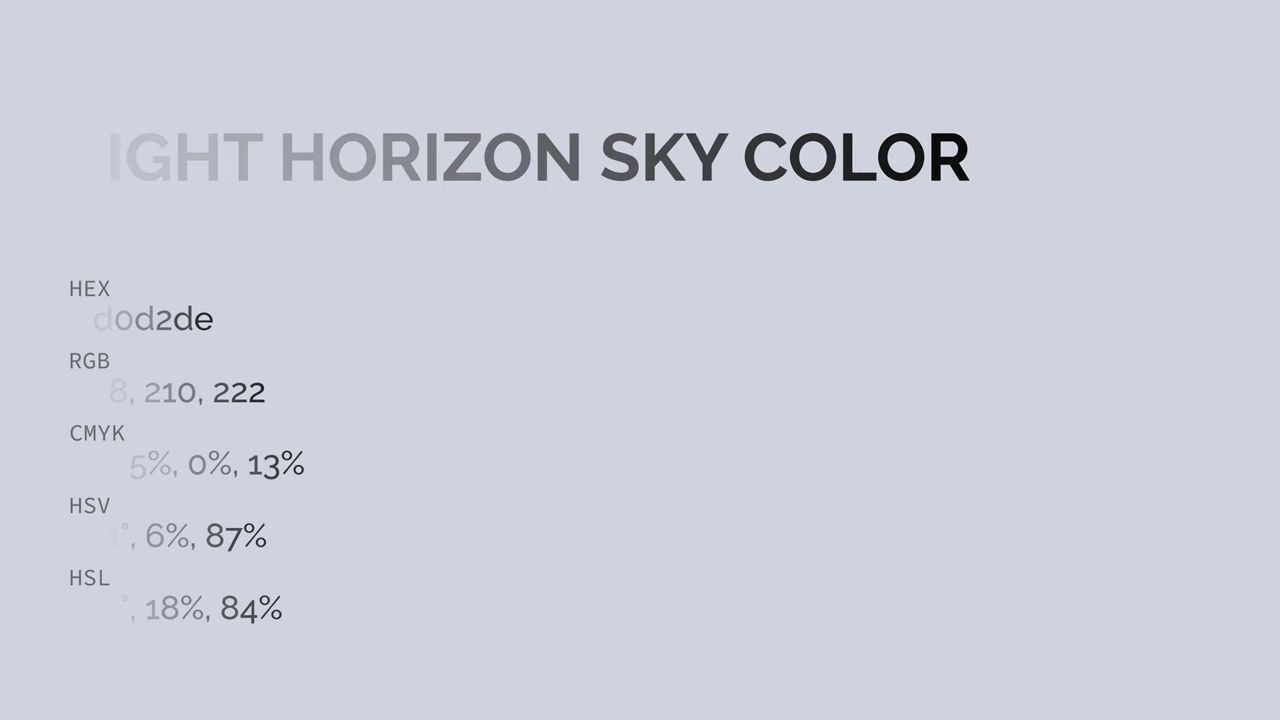 IGHT HORIZON SKY COLOR
HEX
d0d2de
RGB
8, 210, 222
CMYK
5%, 0%, 13%
HSV
1°, 6%, 87%
HSL
°, 18%, 84%